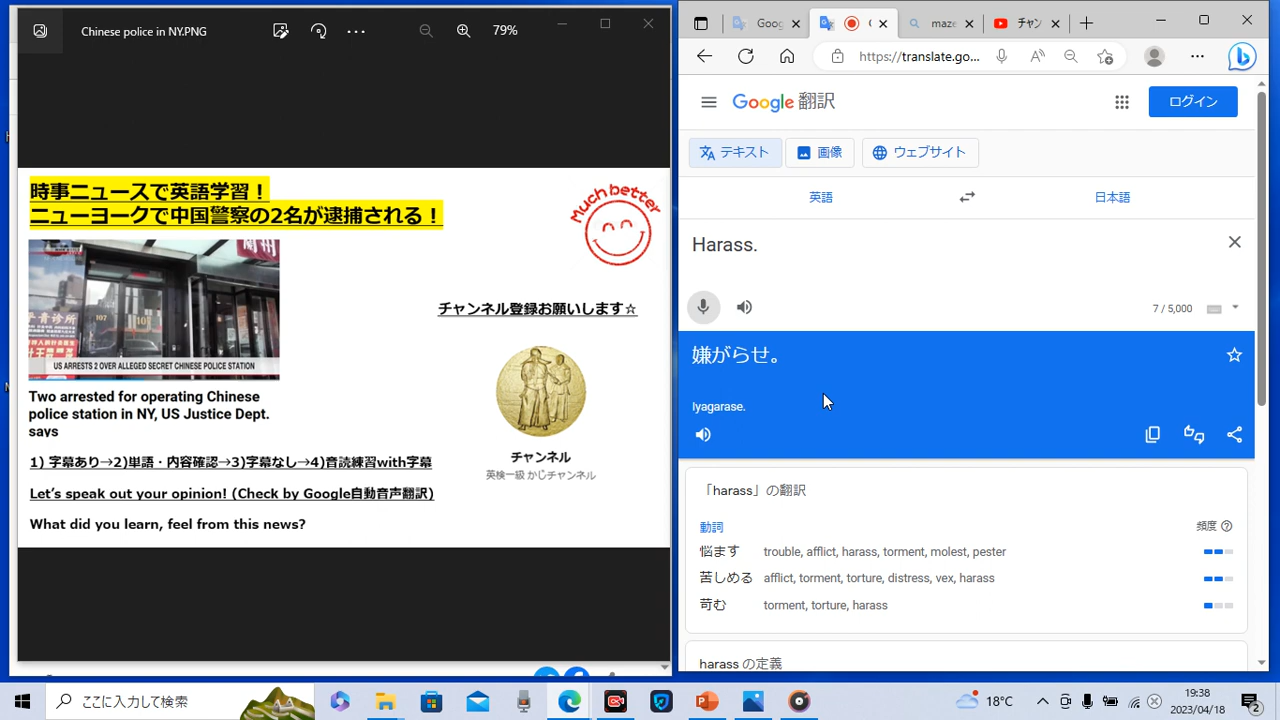 Chinese police in NY.PNG
79%
時事ニュースで英語学習！
ニューヨークで中国警察の2名が逮捕される！
Much better
107
US ARRESTS 2 OVER ALLEGED SECRET CHINESE POLICE STATION
チャンネル登録お願いします☆
Two arrested for operating Chinese
police station in NY, US Justice Dept.
says
チャンネル
英検一級 かじチャンネル
1) 字幕あり→2)単語・内容確認→3)字幕なし→4)音読練習with字幕
Let's speak out your opinion! (Check by Google自動音声翻訳)
What did you learn, feel from this news?
Goog
maze
チャン
https://translate.go...
Google 翻訳
ログイン
テキスト
画像
ウェブサイト
英語
日本語
Harass.
7 / 5,000
嫌がらせ。
Iyagarase.
「harass」の翻訳
動詞
頻度
悩ます
trouble, afflict, harass, torment, molest, pester
苦しめる
afflict, torment, torture, distress, vex, harass
苛む
torment, torture, harass
harass の定義
ここに入力して検索
18°C
19:38
2023/04/18
2